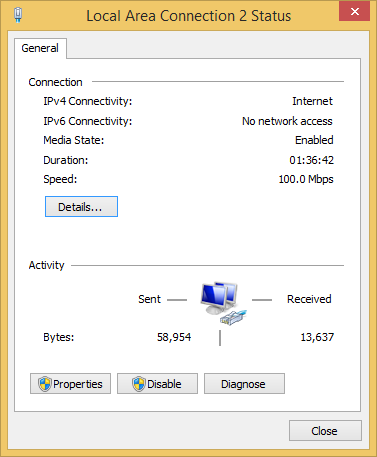 Local Area Connection 2 Status
General
Connection
IPv4 Connectivity: Internet
IPv6 Connectivity: No network access
Media State: Enabled
Duration: 01:36:42
Speed: 100.0 Mbps
Details...
Activity
Sent Received
Bytes: 58,954 13,637
Properties Disable Diagnose
Close